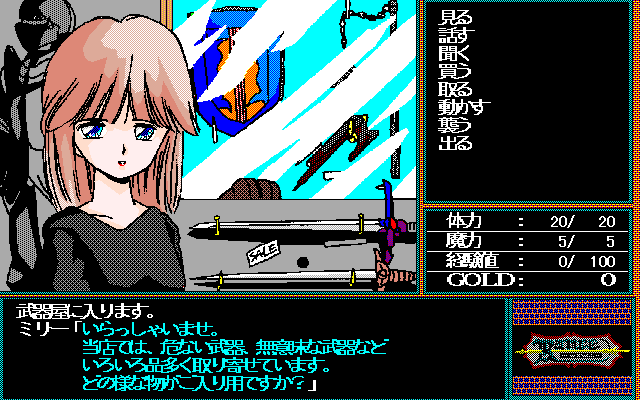 見る
話す
聞く
買う
取る
動かす
襲う
出る
体力 : 20/ 20
魔力 : 5/ 5
経験値 : 0/ 100
GOLD: 0
SALE
武器屋に入ります。
ミリー「いらっしゃいませ。
当店では、危ない武器、無意味な武器など
いろいろ品多く取り寄せています。
どの様な物がご入り用ですか?」